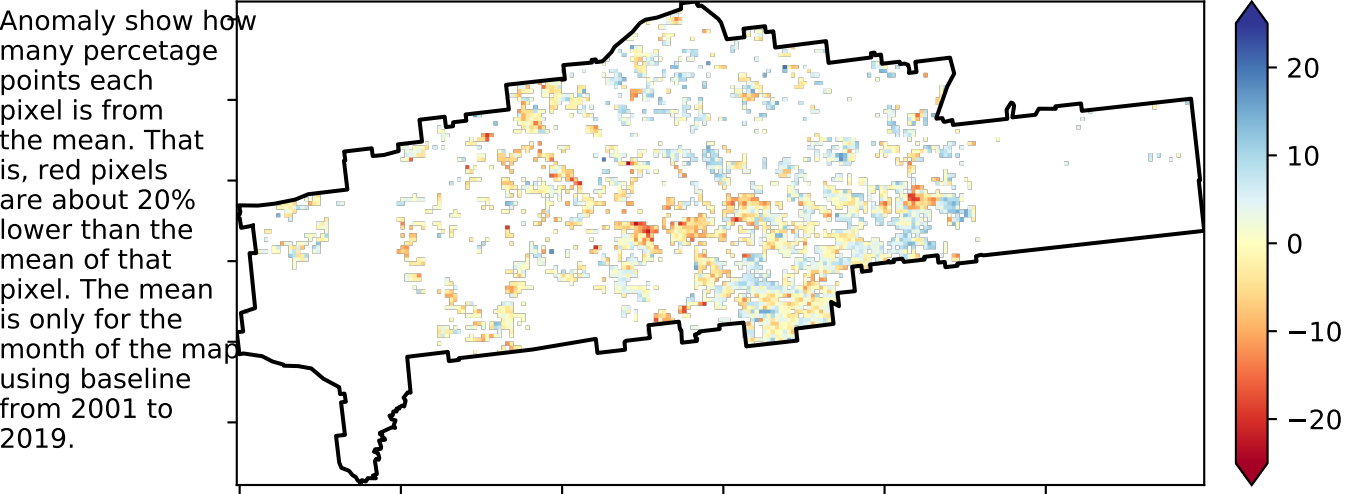 Anomaly show how
many percetage
points each
pixel is from
the mean. That
is, red pixels
are about 20%
lower than the
mean of that
pixel. The mean
is only for the
month of the map
using baseline
from 2001 to
2019.
20
10
0
−10
−20